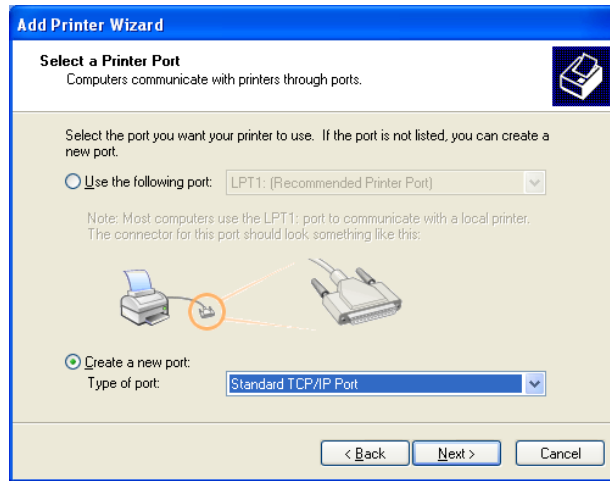 Add Printer Wizard
Select a Printer Port
Computers communicate with printers through ports.
Select the port you want your printer to use. If the port is not listed, you can create a
new port.
Use the following port: LPT1: (Recommended Printer Port)
Note: Most computers use the LPT1: port to communicate with a local printer.
The connector for this port should look something like this:
Create a new port:
Type of port: Standard TCP/IP Port
< Back Next > Cancel